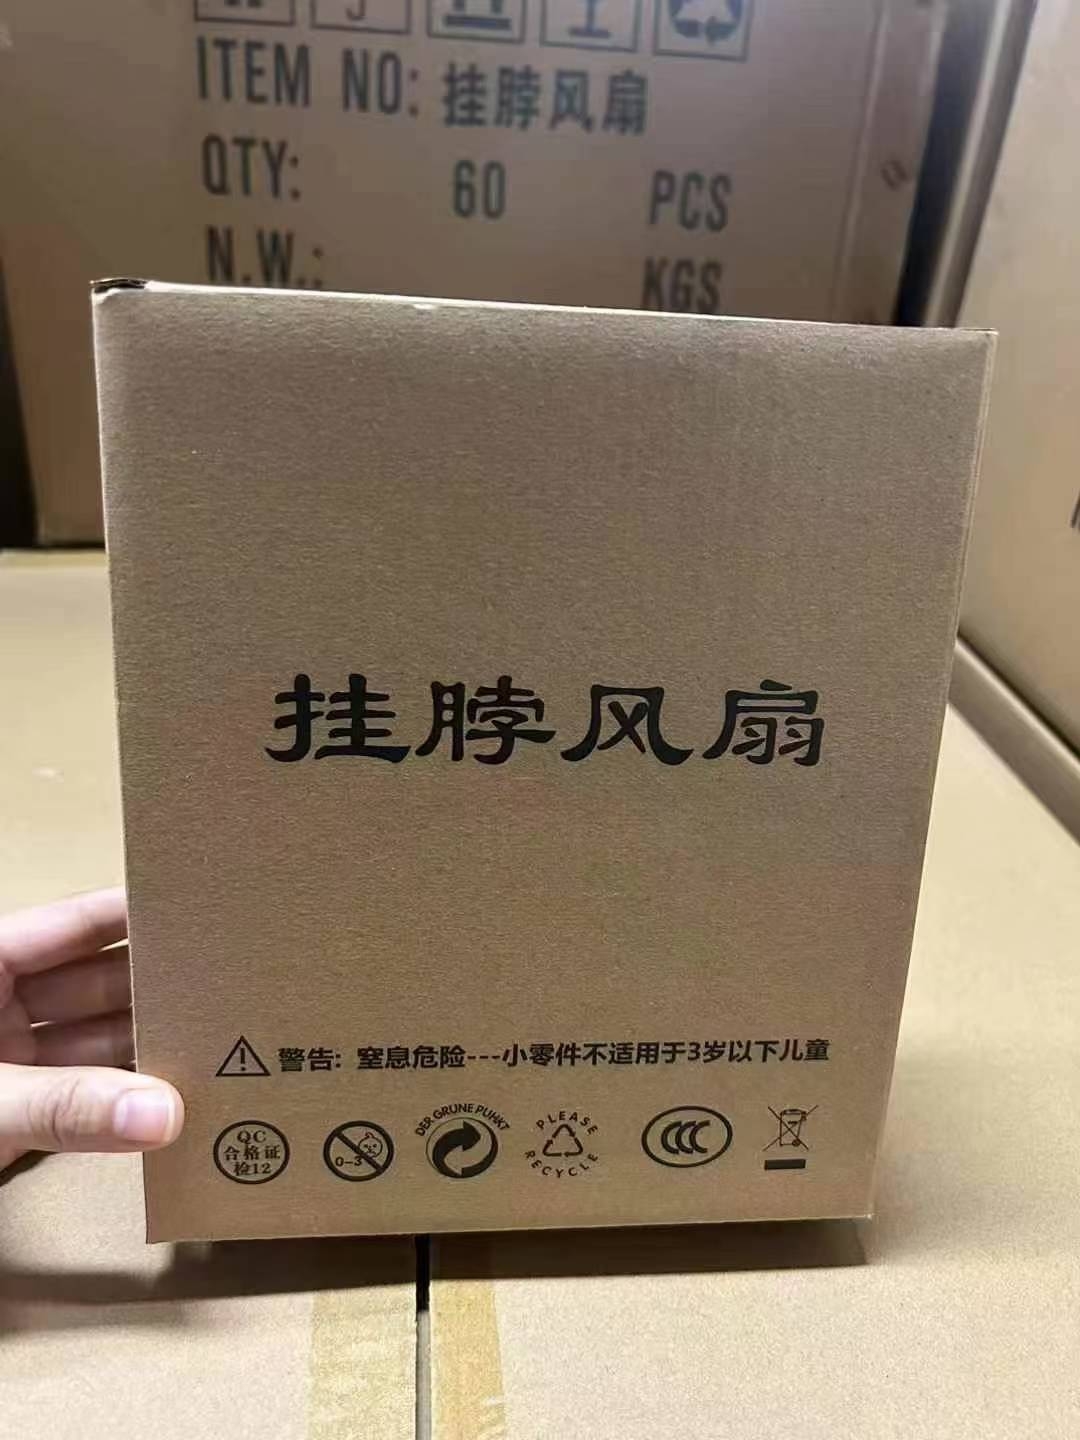 ITEM NO: 挂脖风扇
QTY: 60 PCS
N.W.: KGS
挂脖风扇
警告: 窒息危险---小零件不适用于3岁以下儿童
QC
合格证
检12
0-3
DER GRUNE PUHKT
PLEASE
RECYCLE
CCC